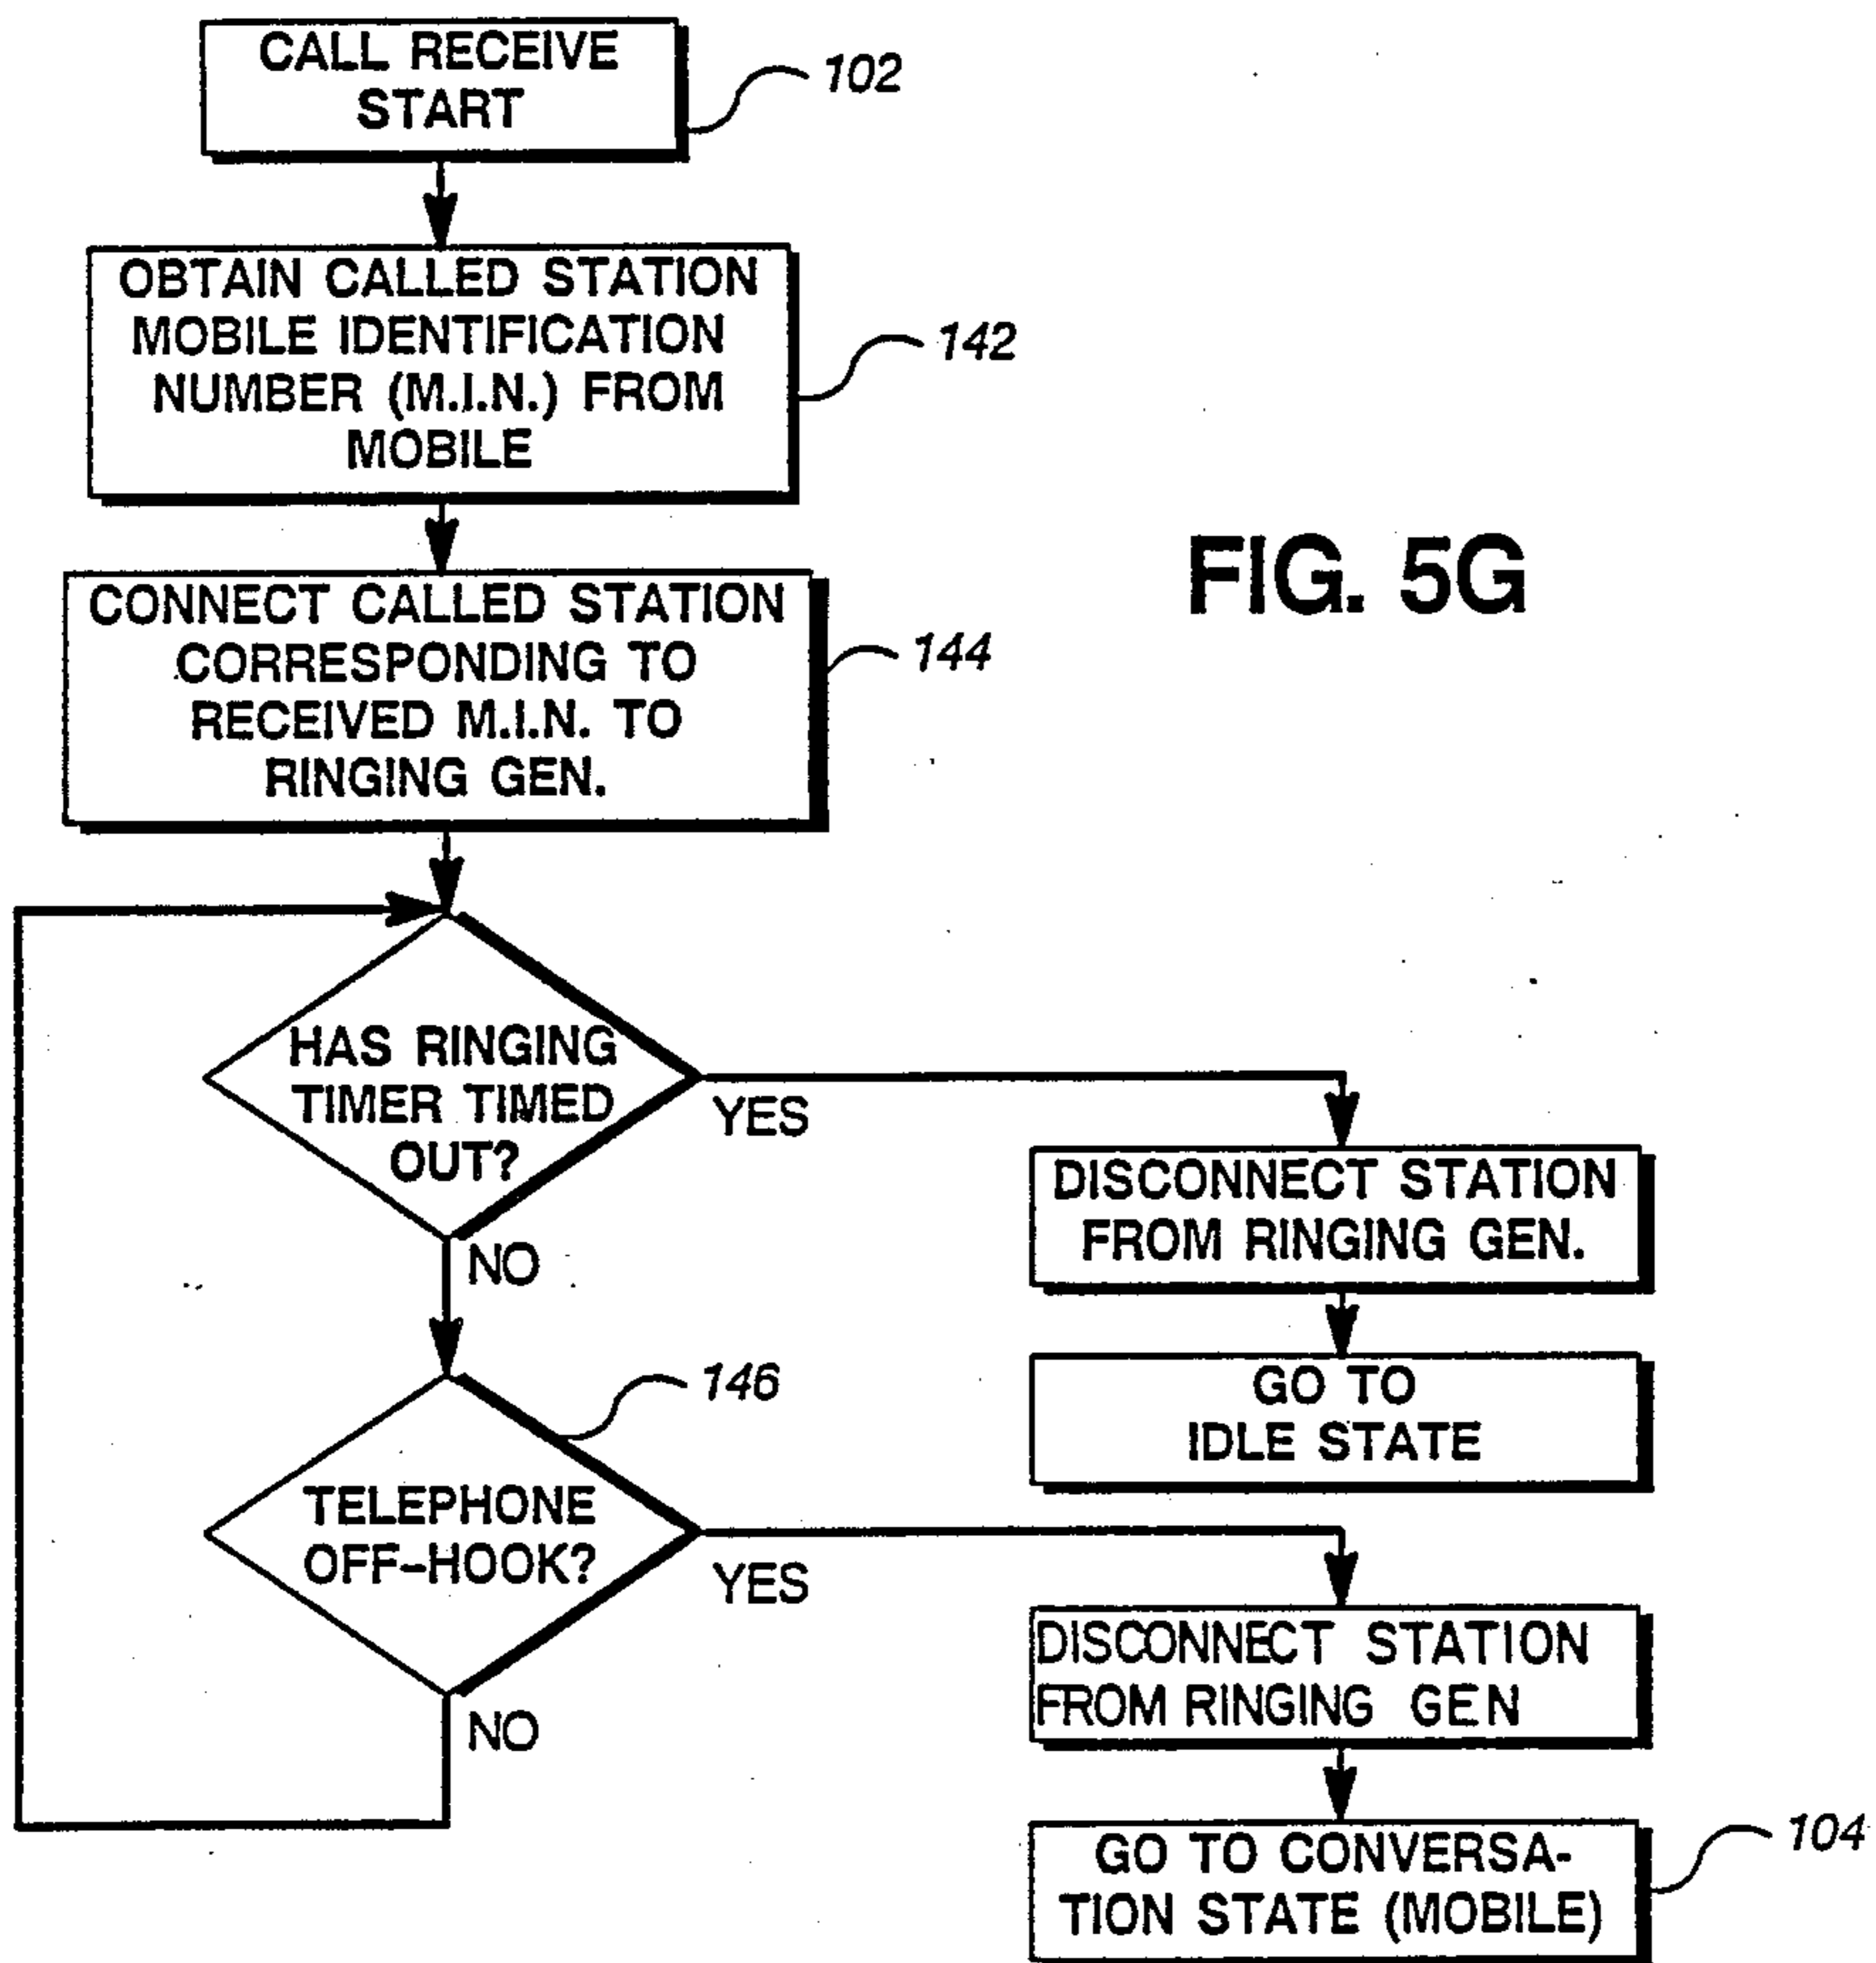 CALL RECEIVE
START
102
OBTAIN CALLED STATION
MOBILE IDENTIFICATION
NUMBER (M.I.N.) FROM
MOBILE
142
CONNECT CALLED STATION
CORRESPONDING TO
RECEIVED M.I.N. TO
RINGING GEN.
144
FIG. 5G
HAS RINGING
TIMER TIMED
OUT?
YES
NO
DISCONNECT STATION
FROM RINGING GEN.
GO TO
IDLE STATE
146
TELEPHONE
OFF-HOOK?
YES
NO
DISCONNECT STATION
FROM RINGING GEN
GO TO CONVERSA-
TION STATE (MOBILE)
104